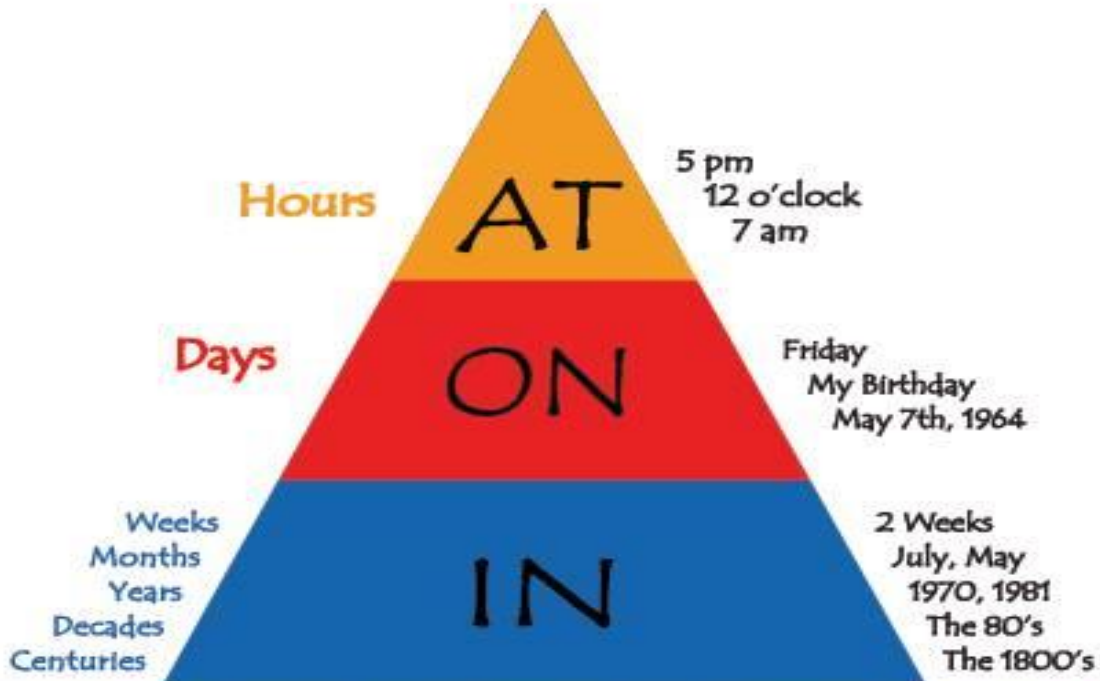 Hours
AT
5 pm
12 o'clock
7 am
Days
ON
Friday
My Birthday
May 7th, 1964
Weeks
Months
Years
Decades
Centuries
IN
2 Weeks
July, May
1970, 1981
The 80's
The 1800's